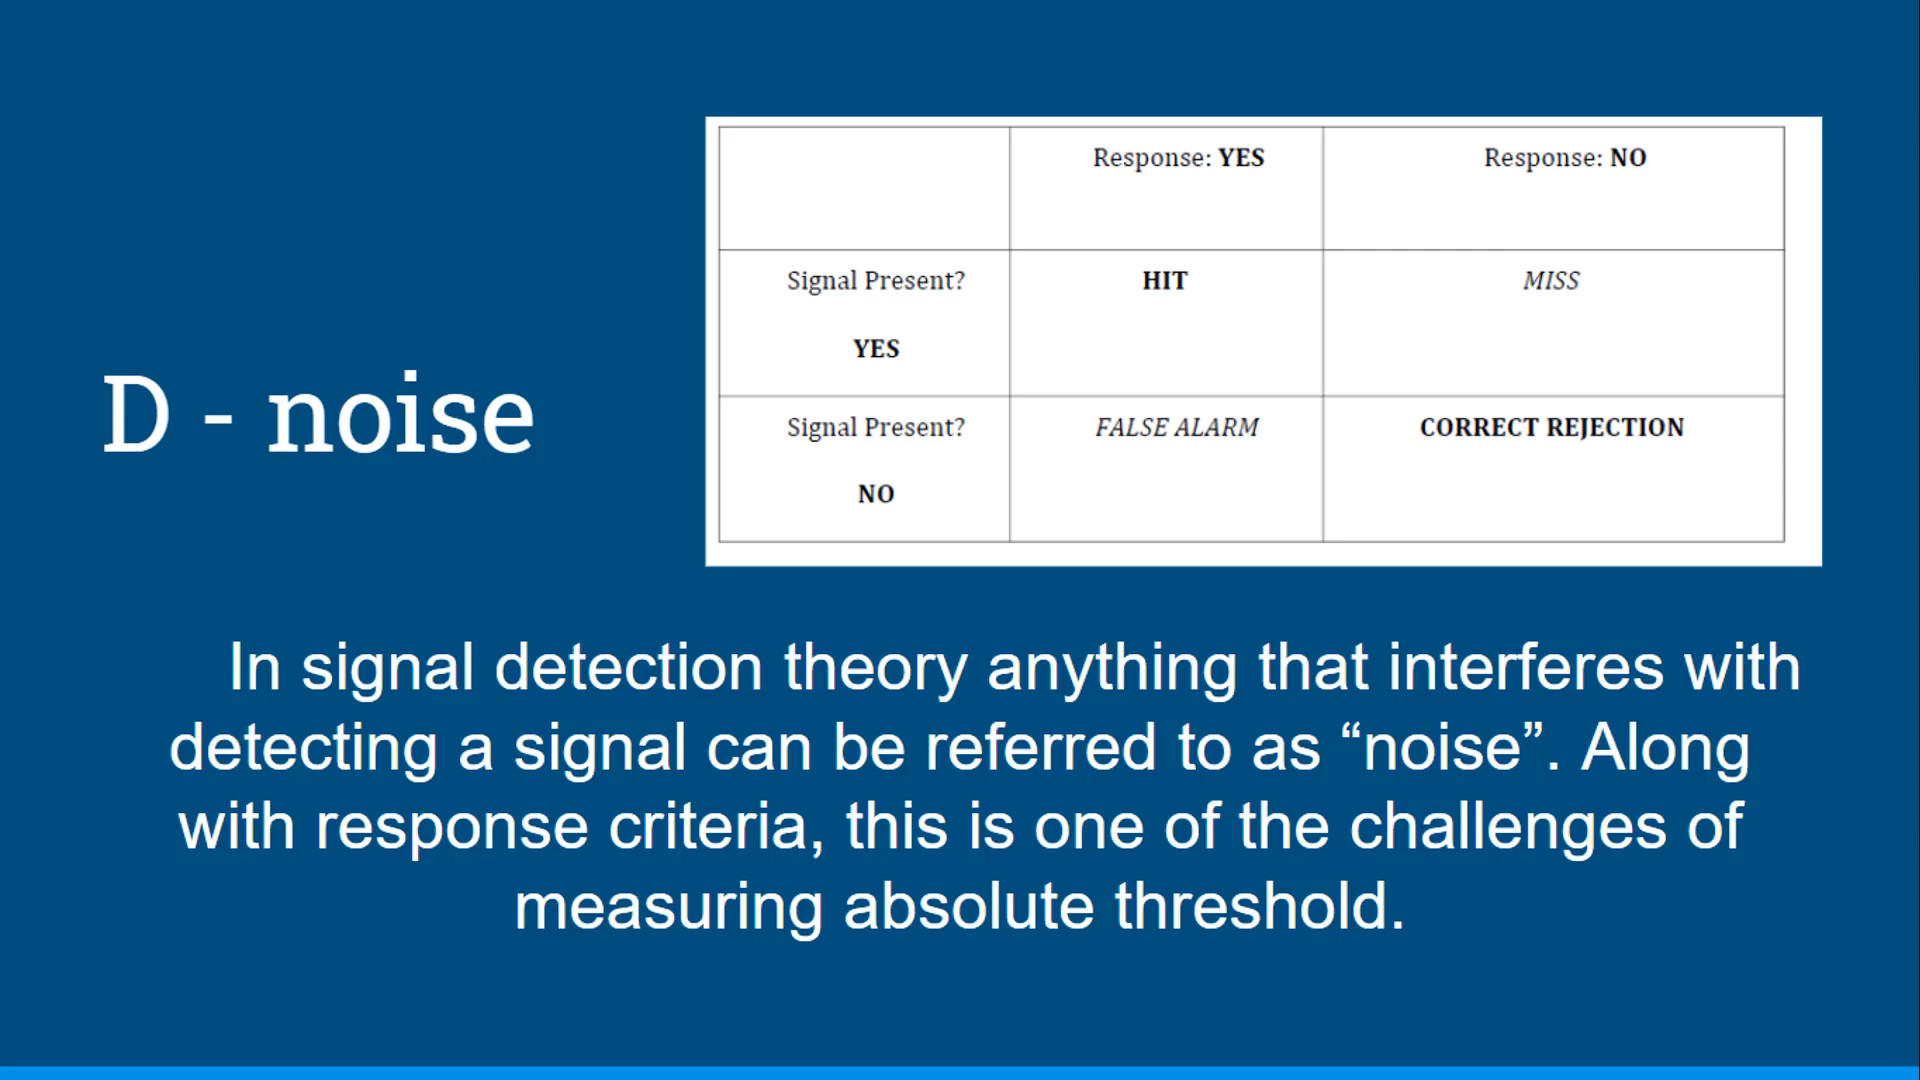 D - noise
Response: YES
Response: NO
Signal Present?
YES
HIT
MISS
Signal Present?
NO
FALSE ALARM
CORRECT REJECTION
In signal detection theory anything that interferes with
detecting a signal can be referred to as “noise”. Along
with response criteria, this is one of the challenges of
measuring absolute threshold.